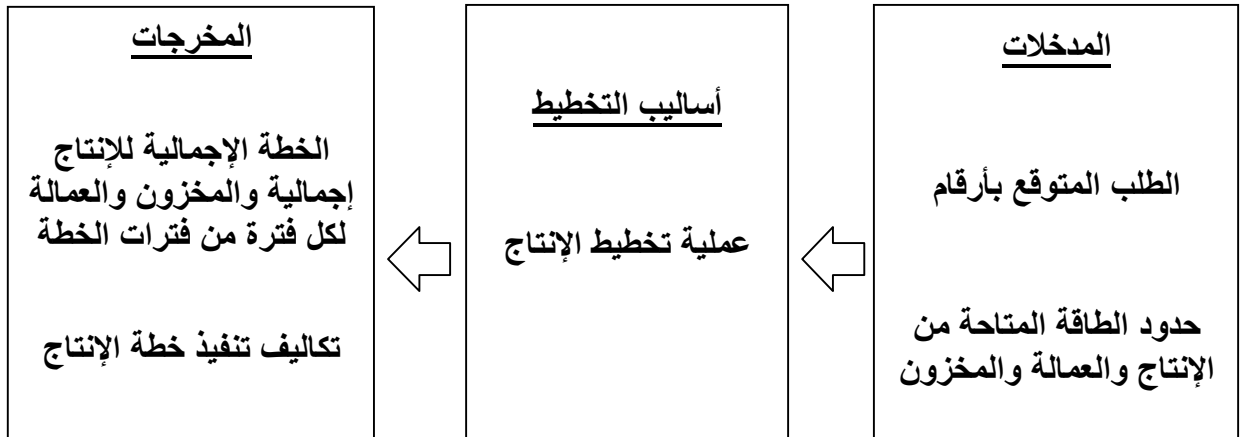 المدخلات
الطلب المتوقع بأرقام
حدود الطاقة المتاحة من
الإنتاج والعمالة والمخزون
أساليب التخطيط
عملية تخطيط الإنتاج
المخرجات
الخطة الإجمالية للإنتاج
إجمالية والمخزون والعمالة
لكل فترة من فترات الخطة
تكاليف تنفيذ خطة الإنتاج